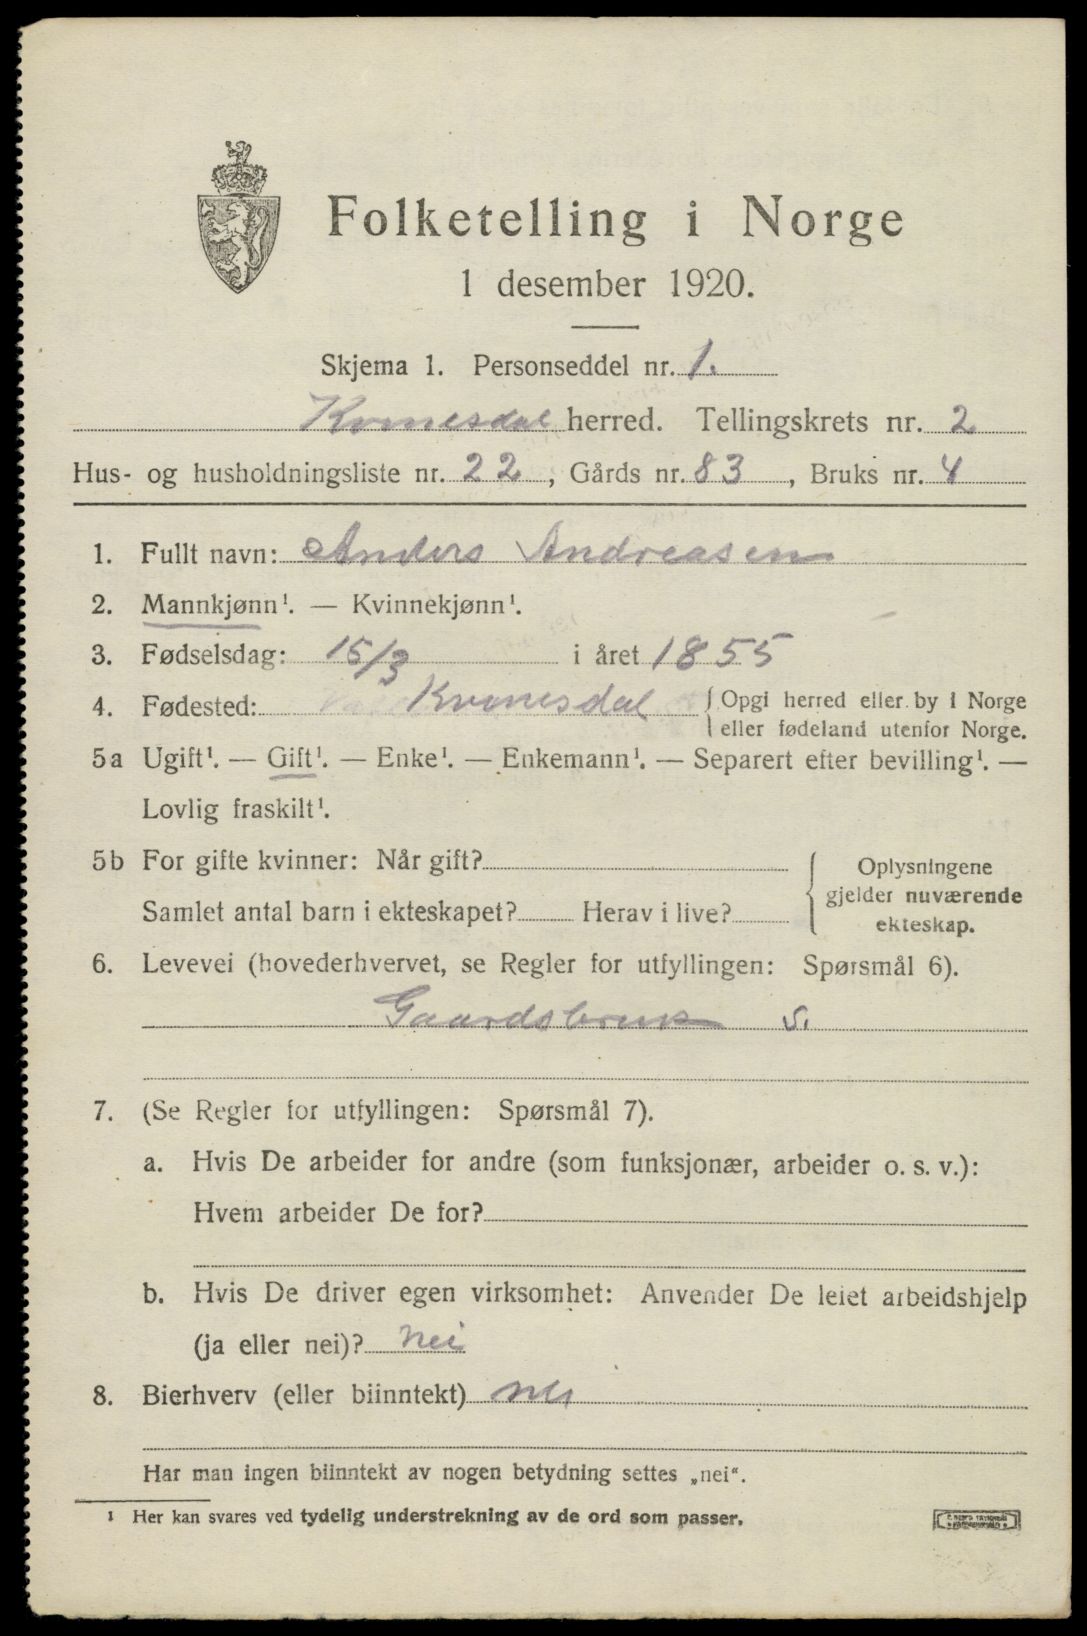 Folketelling i Norge
1 desember 1920.
Skjema 1. Personseddel nr. 1.
Kvinesdal herred. Tellingskrets nr. 2
Hus- og husholdningsliste nr. 22, Gårds nr. 83, Bruks nr. 4
1. Fullt navn: Anders Andreasen
2. Mannkjønn¹. — Kvinnekjønn¹.
3. Fødselsdag: 15/3 i året 1855
4. Fødested: Kvinesdal { Opgi herred eller by i Norge
eller fødeland utenfor Norge.
5a Ugift¹. — Gift¹. — Enke¹. — Enkemann¹. — Separert efter bevilling¹. —
Lovlig fraskilt¹.
5b For gifte kvinner: Når gift?
Samlet antal barn i ekteskapet? Herav i live?
{ Oplysningene
gjelder nuværende
ekteskap.
6. Levevei (hovederhvervet, se Regler for utfyllingen: Spørsmål 6).
Gaardsbruk s.
7. (Se Regler for utfyllingen: Spørsmål 7).
a. Hvis De arbeider for andre (som funksjonær, arbeider o. s. v.):
Hvem arbeider De for?
b. Hvis De driver egen virksomhet: Anvender De leiet arbeidshjelp
(ja eller nei)? nei
8. Bierhverv (eller biinntekt) nei
Har man ingen biinntekt av nogen betydning settes „nei“.
¹ Her kan svares ved tydelig understrekning av de ord som passer.